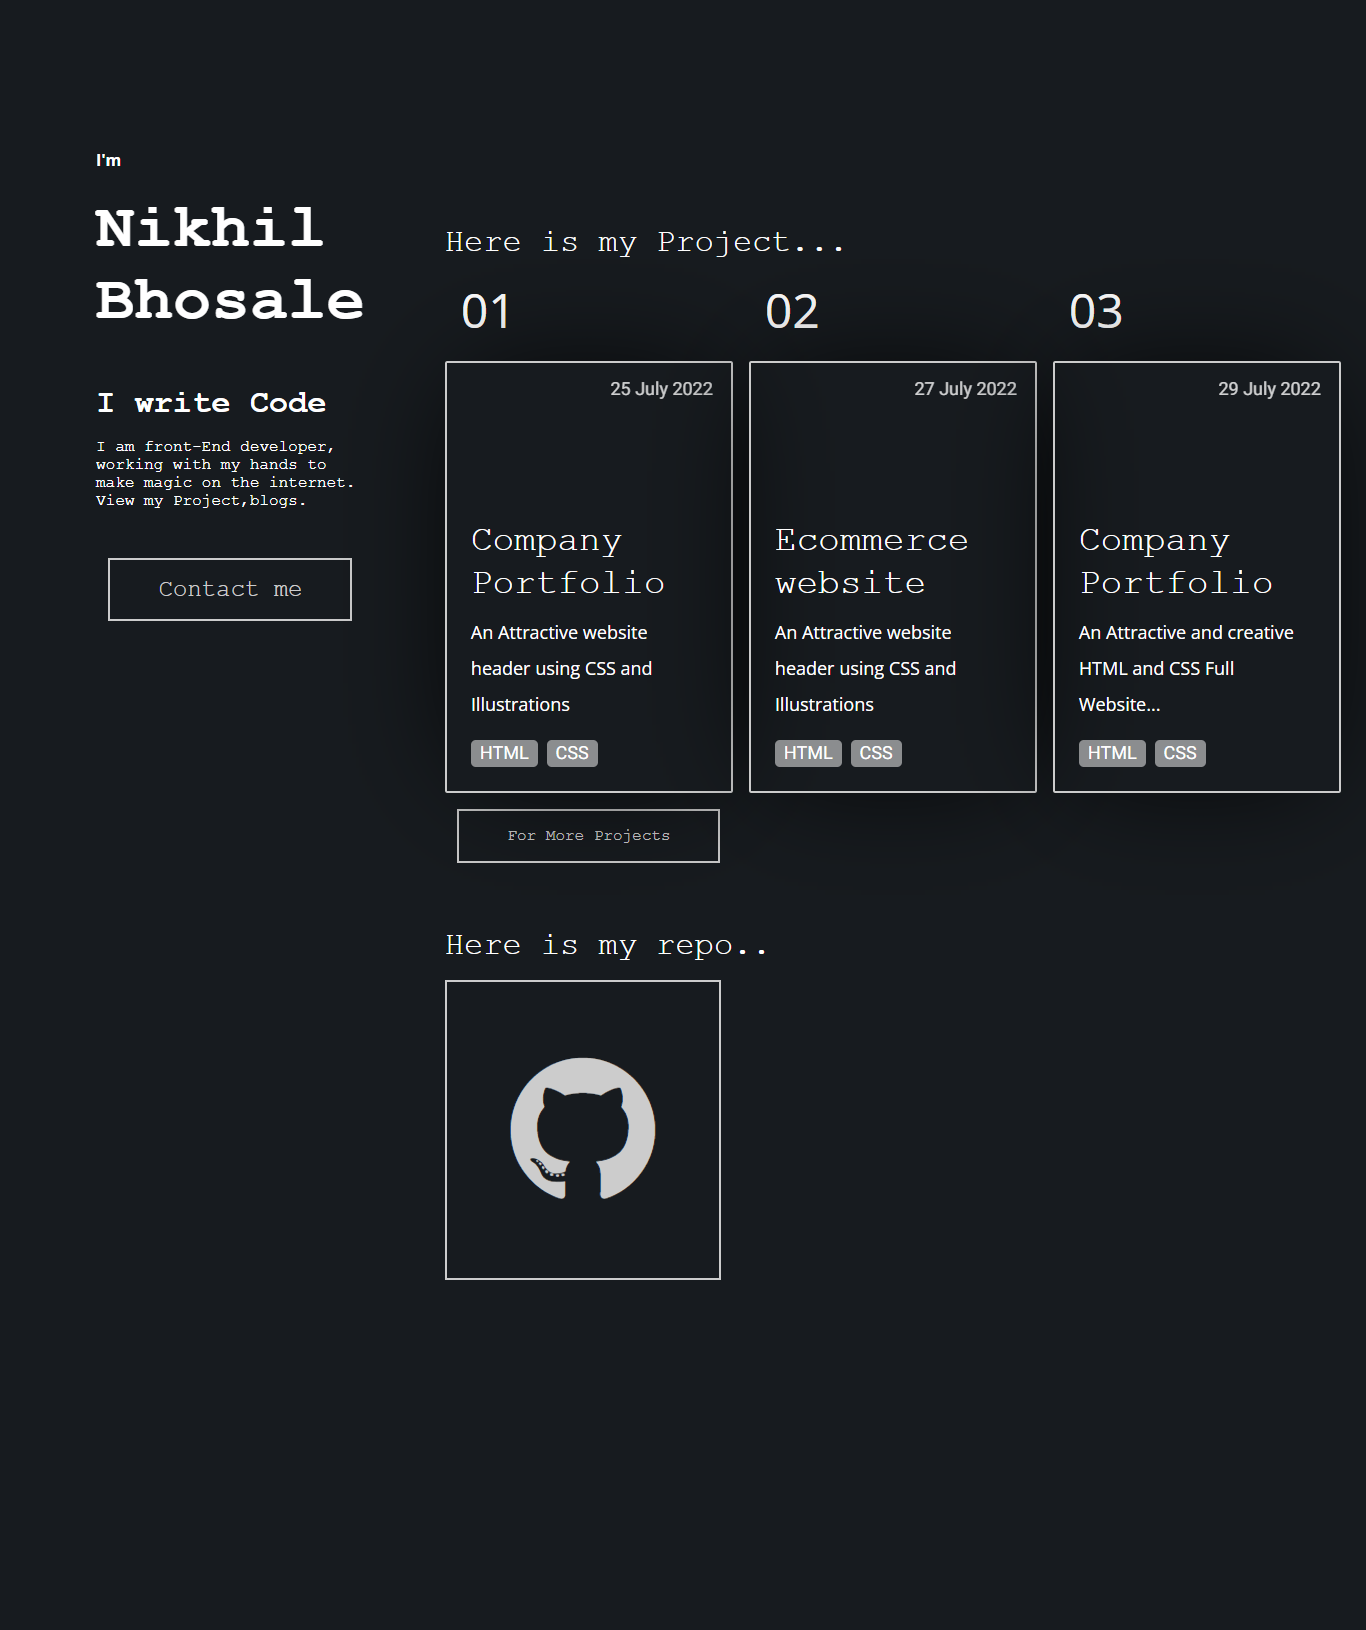 I'm
Nikhil
Bhosale
I write Code
I am front-End developer,
working with my hands to
make magic on the internet.
View my Project,blogs.
Contact me
Here is my Project...
01
25 July 2022
Company
Portfolio
An Attractive website
header using CSS and
Illustrations
HTML CSS
02
27 July 2022
Ecommerce
website
An Attractive website
header using CSS and
Illustrations
HTML CSS
03
29 July 2022
Company
Portfolio
An Attractive and creative
HTML and CSS Full
Website...
HTML CSS
For More Projects
Here is my repo..